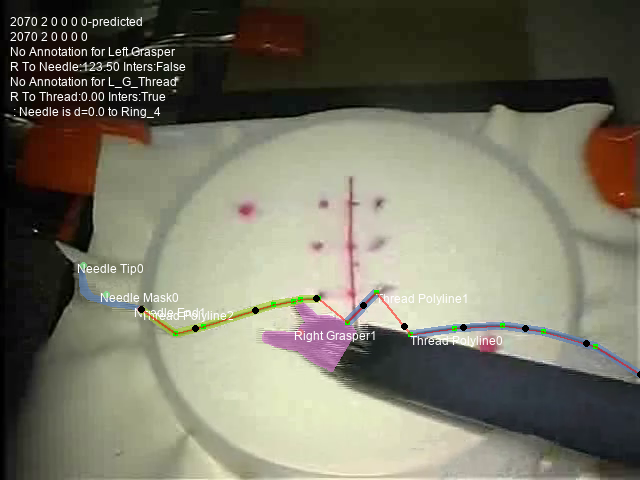 2070 2 0 0 0 0-predicted
2070 2 0 0 0 0
No Annotation for Left Grasper
R To Needle:123.50 Inters:False
No Annotation for L_G_Thread
R To Thread:0.00 Inters:True
: Needle is d=0.0 to Ring_4
Needle Tip0
Needle Mask0
Needle End1
Thread Polyline2
Thread Polyline1
Right Grasper1
Thread Polyline0